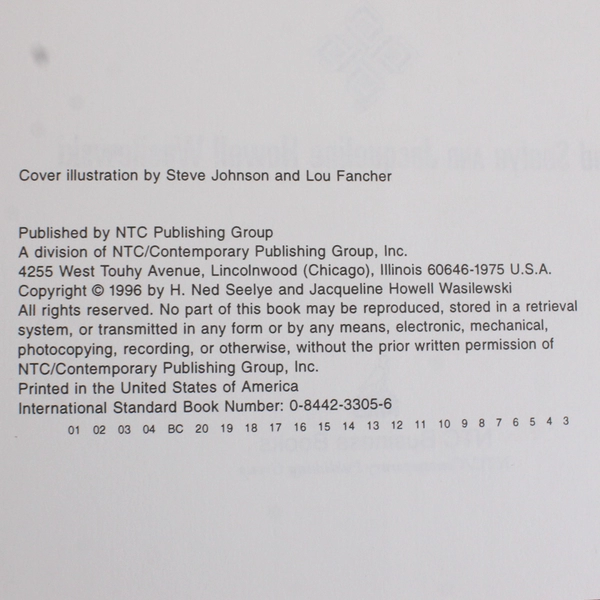 Cover illustration by Steve Johnson and Lou Fancher
Published by NTC Publishing Group
A division of NTC/Contemporary Publishing Group, Inc.
4255 West Touhy Avenue, Lincolnwood (Chicago), Illinois 60646-1975 U.S.A.
Copyright © 1996 by H. Ned Seelye and Jacqueline Howell Wasilewski
All rights reserved. No part of this book may be reproduced, stored in a retrieval
system, or transmitted in any form or by any means, electronic, mechanical,
photocopying, recording, or otherwise, without the prior written permission of
NTC/Contemporary Publishing Group, Inc.
Printed in the United States of America
International Standard Book Number: 0-8442-3305-6
01 02 03 04 BC 20 19 18 17 16 15 14 13 12 11 10 9 8 7 6 5 4 3